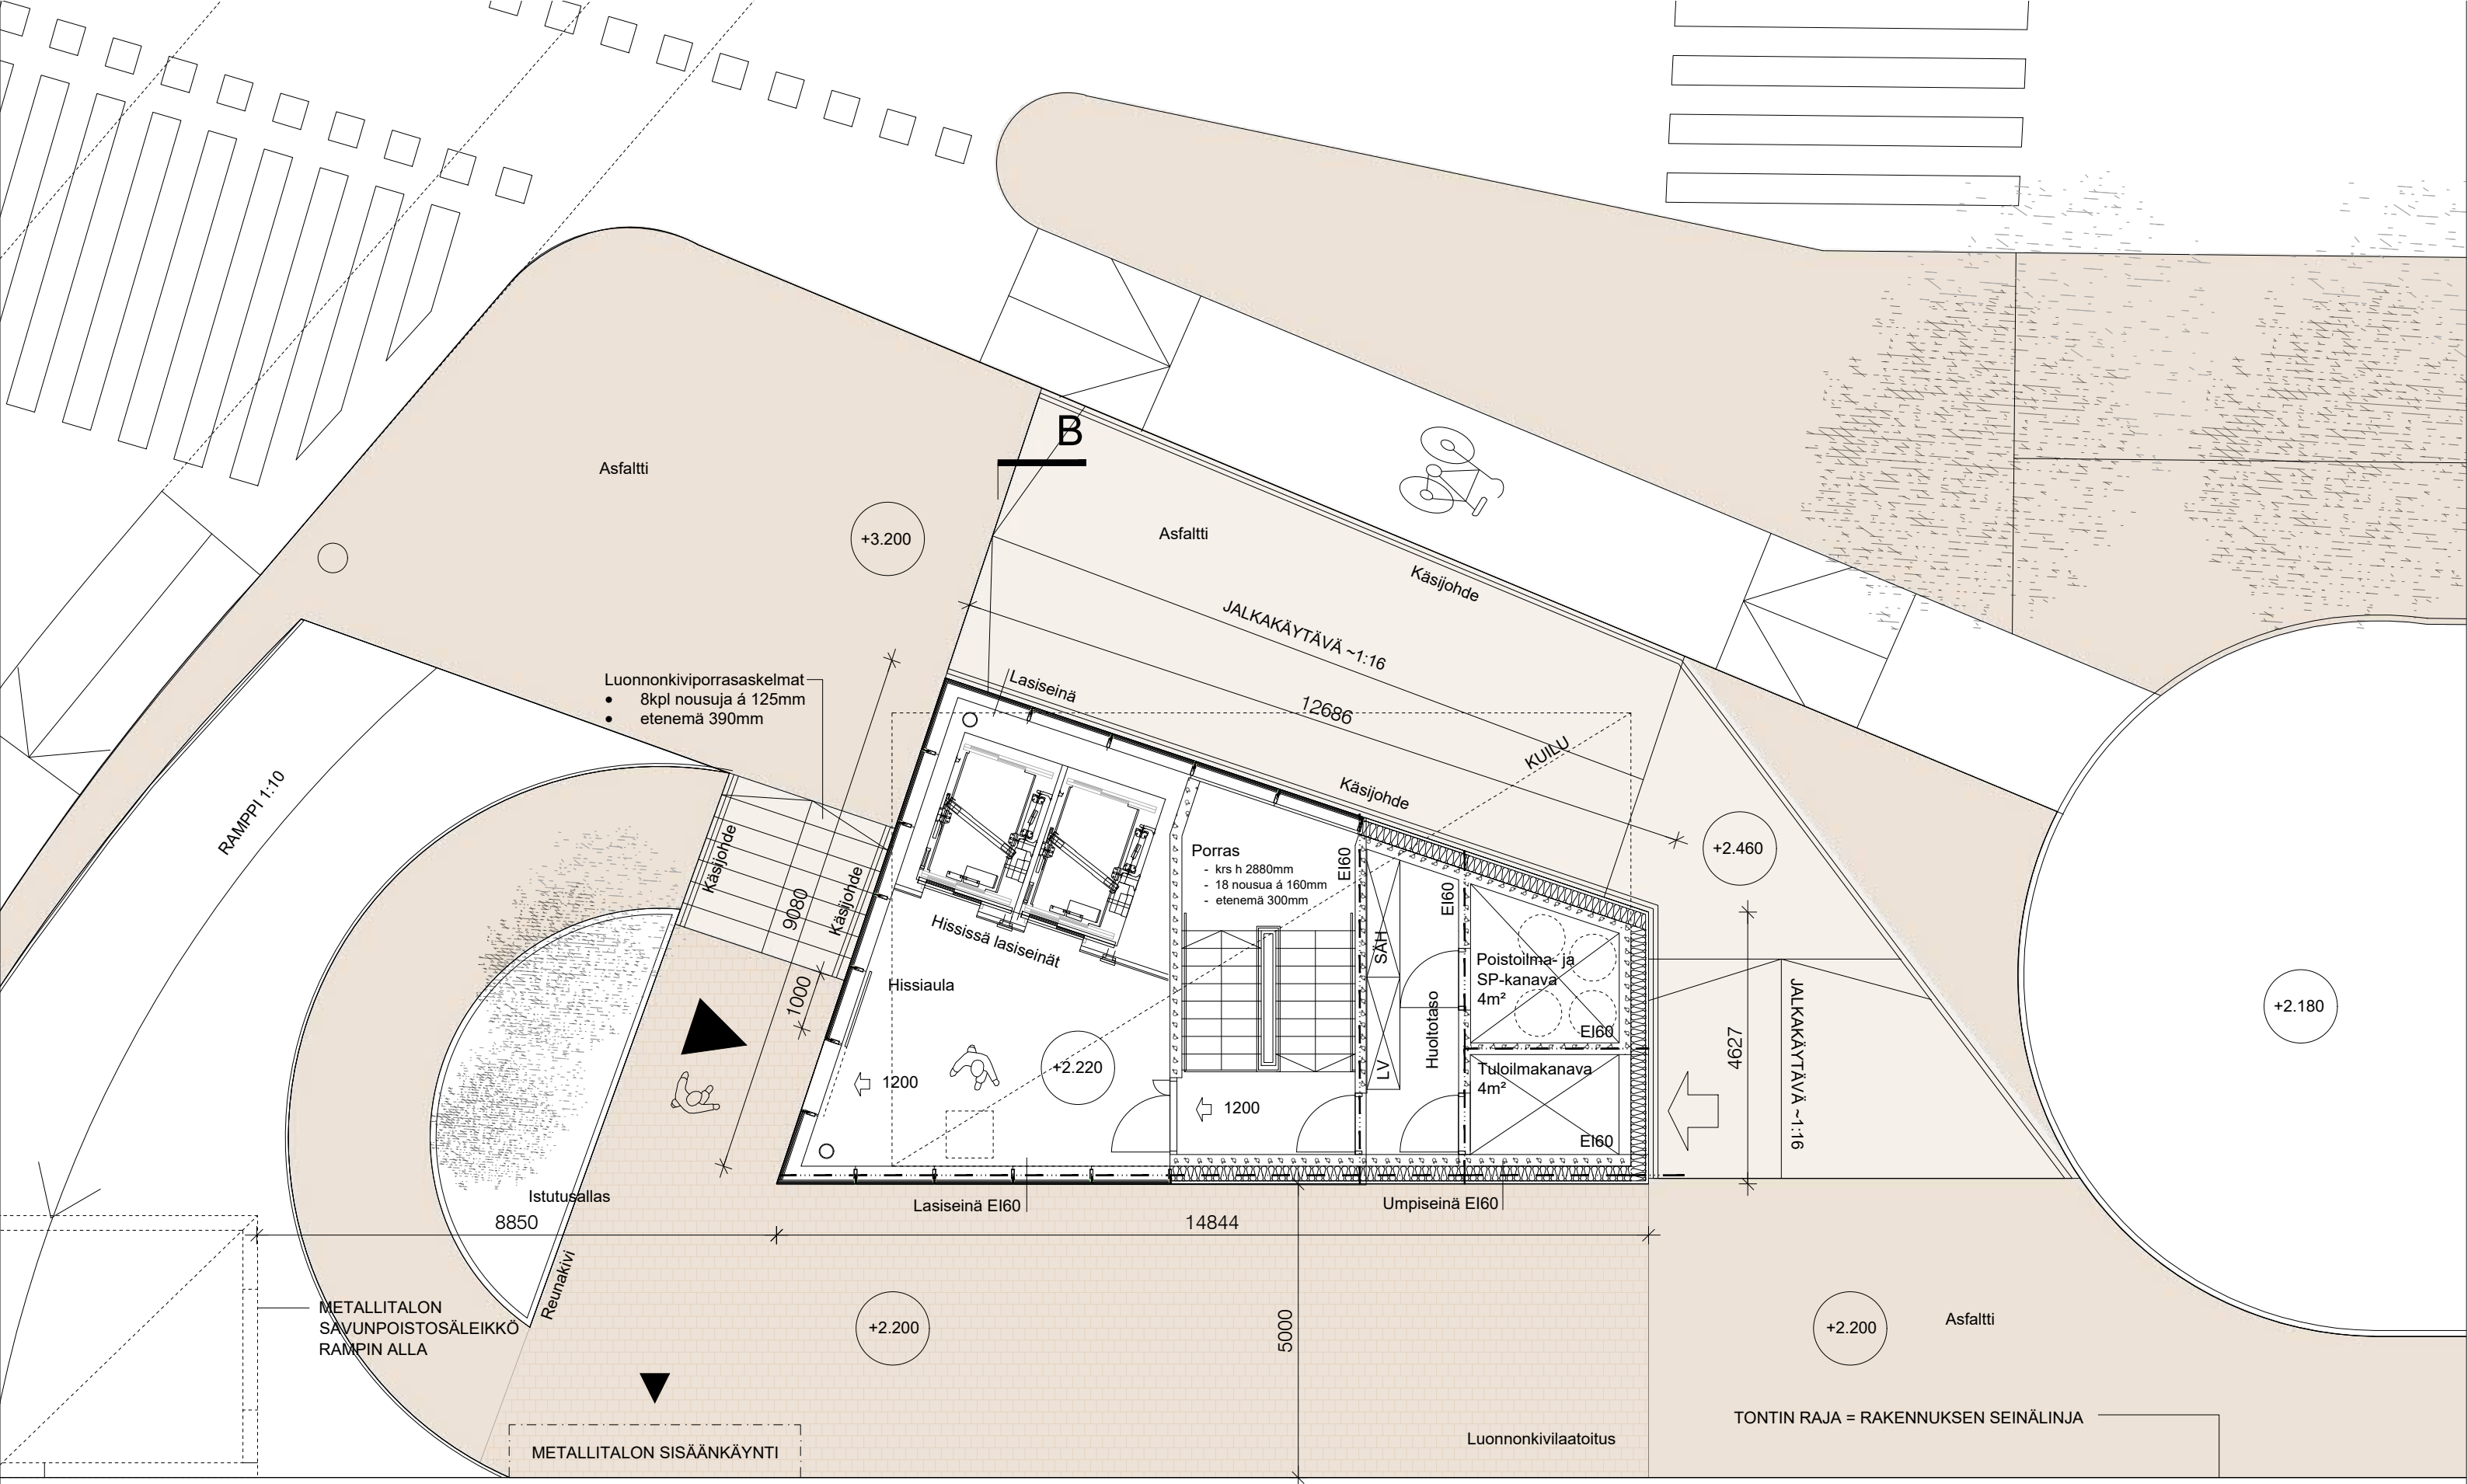 B
Asfaltti
+3.200
Asfaltti
Käsijohde
JALKAKÄYTÄVÄ ~1:16
Luonnonkiviporrasaskelmat
• 8kpl nousuja á 125mm
• etenemä 390mm
Lasiseinä
12686
KUILU
Käsijohde
RAMPPI 1:10
+2.460
Käsijohde
Käsijohde
9080
1000
Porras
- krs h 2880mm
- 18 nousua á 160mm
- etenemä 300mm
EI60
EI60
Hississä lasiseinät
SÄH
Poistoilma- ja
SP-kanava
4m²
EI60
Hissiaula
Huoltotaso
4627
JALKAKÄYTÄVÄ ~1:16
+2.180
+2.220
1200
1200
LV
Tuloilmakanava
4m²
EI60
Istutusallas
Lasiseinä EI60
Umpiseinä EI60
8850
14844
Reunakivi
METALLITALON
SAVUNPOISTOSÄLEIKKÖ
RAMPIN ALLA
+2.200
5000
+2.200
Asfaltti
TONTIN RAJA = RAKENNUKSEN SEINÄLINJA
Luonnonkivilaatoitus
METALLITALON SISÄÄNKÄYNTI